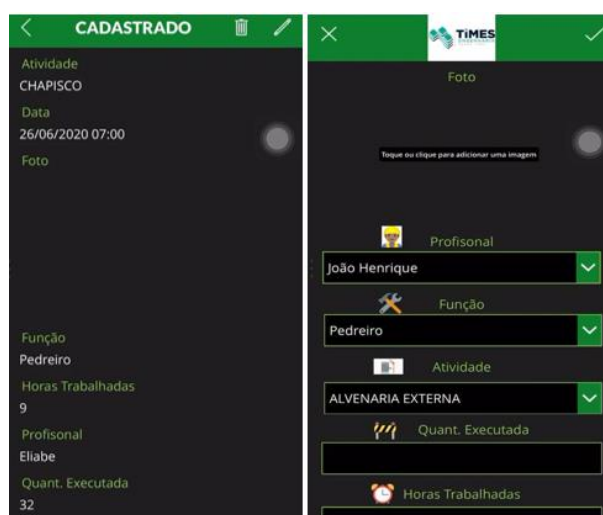 CADASTRADO
Atividade
CHAPISCO
Data
26/06/2020 07:00
Foto
Função
Pedreiro
Horas Trabalhadas
9
Profisonal
Eliabe
Quant. Executada
32
TiMES
Foto
Toque ou clique para adicionar uma imagem
Profisonal
João Henrique
Função
Pedreiro
Atividade
ALVENARIA EXTERNA
Quant. Executada
Horas Trabalhadas